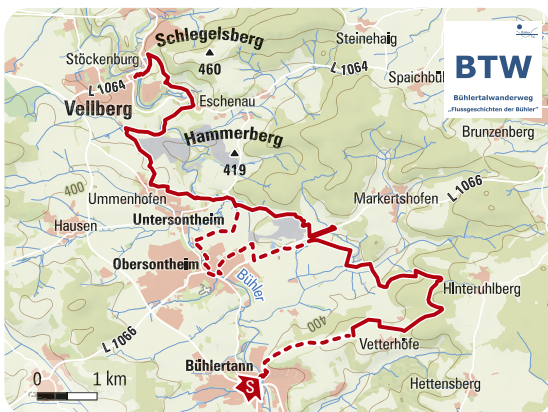 Schlegelsberg
460
Stöckenburg
L 1064
Vellberg
Eschenau
Steinehaig
L 1064
Spaichbühl
BTW
Bühlertalwanderweg
„Flussgeschichten der Bühler“
Brunzenberg
Hammerberg
419
400
Ummenhofen
Untersontheim
Markertshofen
L 1066
Hausen
Obersontheim
Bühler
Hinteruhlberg
L 1066
400
Vetterhöfe
Bühlertann
S
Hettensberg
0 1 km